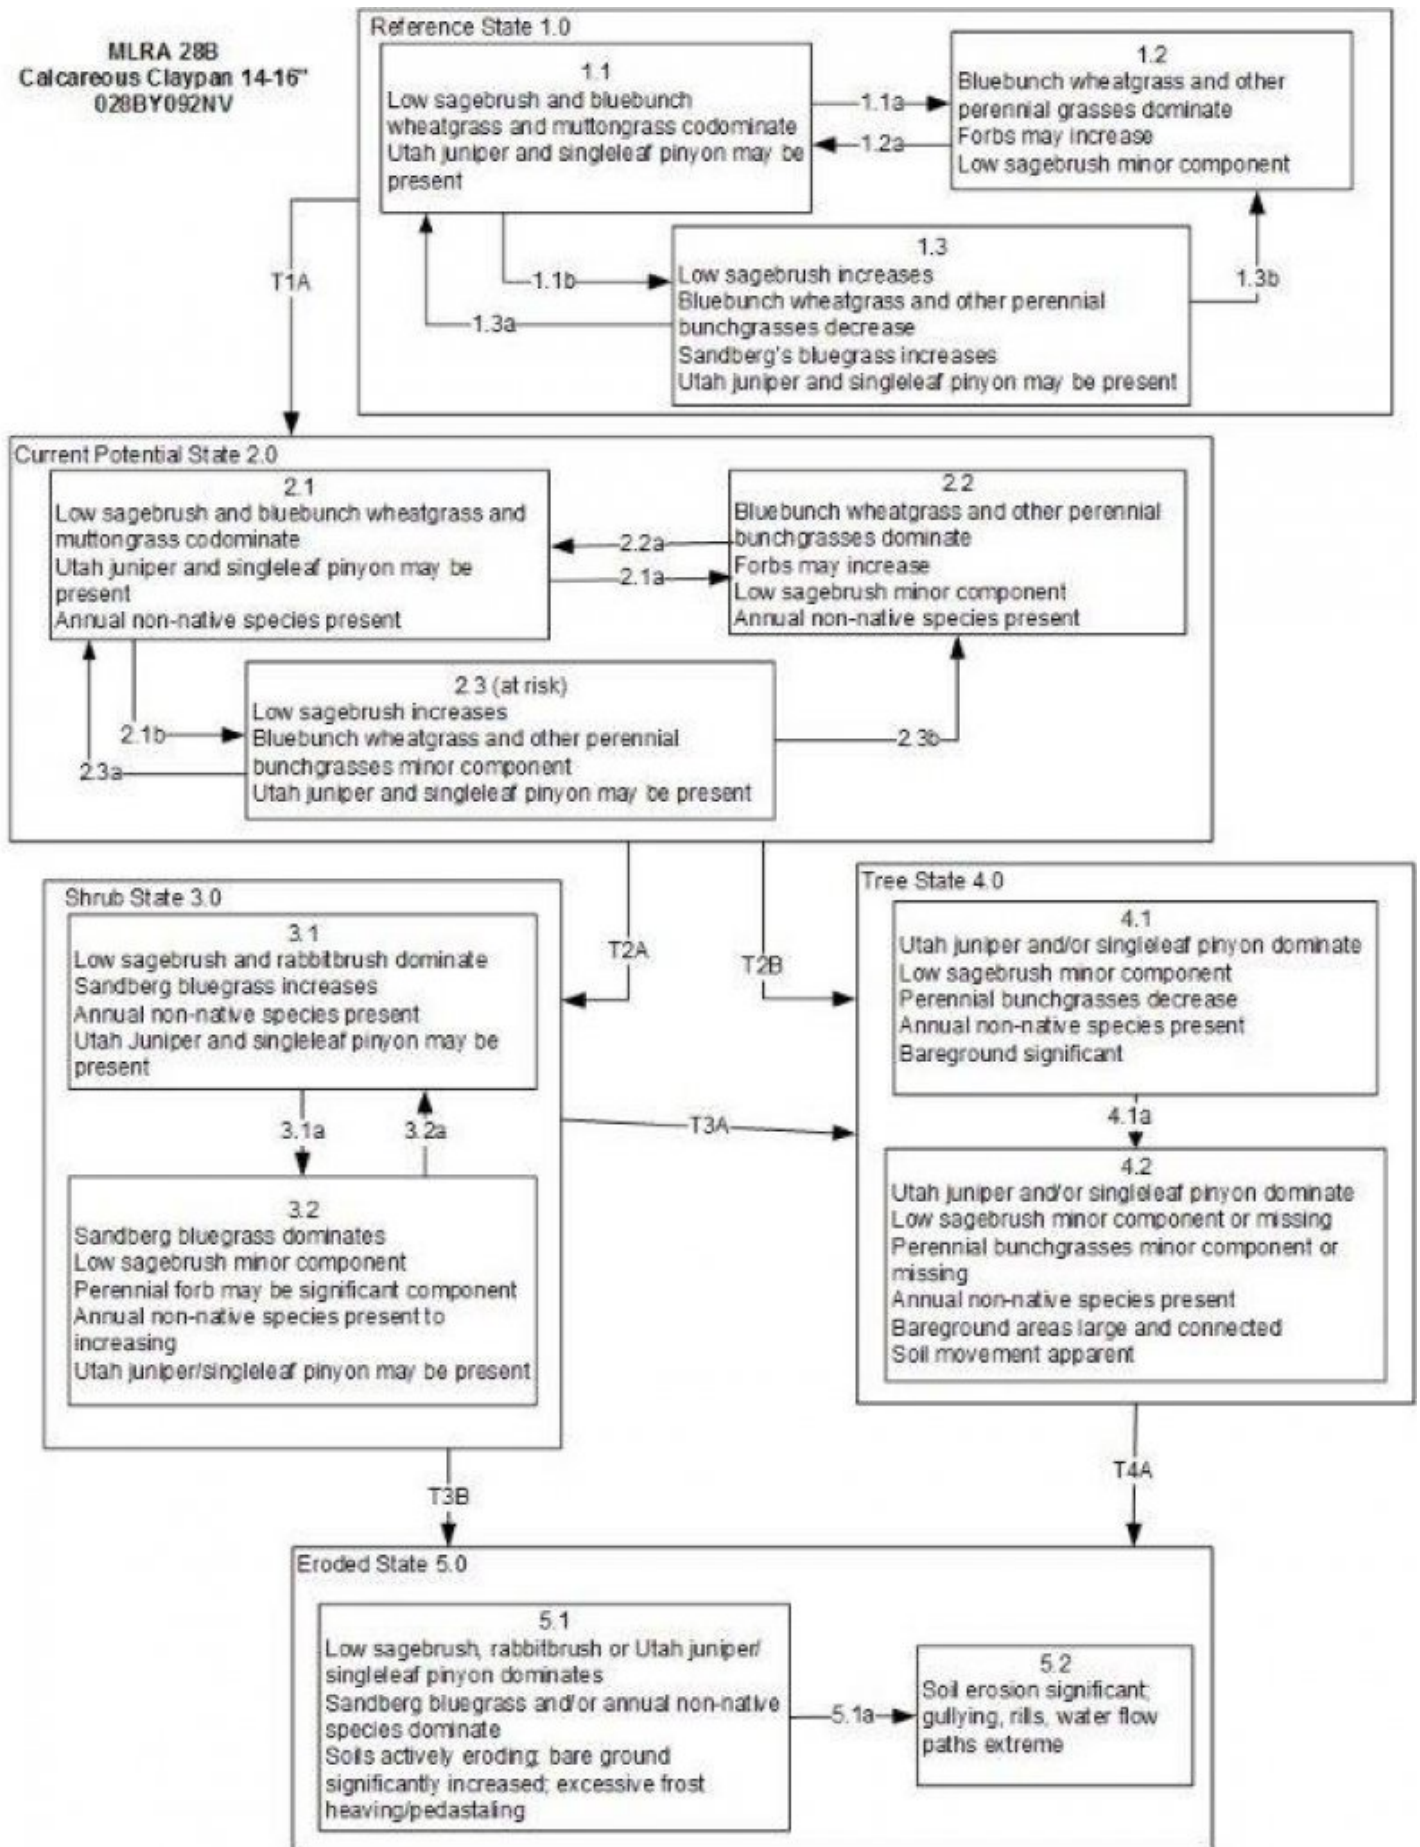 MLRA 28B
Calcareous Claypan 14-16"
028BY092NV
Reference State 1.0
1.1
Low sagebrush and bluebunch
wheatgrass and muttongrass codominate
Utah juniper and singleleaf pinyon may be
present
1.1a
1.2a
1.2
Bluebunch wheatgrass and other
perennial grasses dominate
Forbs may increase
Low sagebrush minor component
1.1b
1.3a
1.3
Low sagebrush increases
Bluebunch wheatgrass and other perennial
bunchgrasses decrease
Sandberg's bluegrass increases
Utah juniper and singleleaf pinyon may be present
1.3b
T1A
Current Potential State 2.0
2.1
Low sagebrush and bluebunch wheatgrass and
muttongrass codominate
Utah juniper and singleleaf pinyon may be
present
Annual non-native species present
2.2a
2.1a
2.2
Bluebunch wheatgrass and other perennial
bunchgrasses dominate
Forbs may increase
Low sagebrush minor component
Annual non-native species present
2.1b
2.3a
2.3 (at risk)
Low sagebrush increases
Bluebunch wheatgrass and other perennial
bunchgrasses minor component
Utah juniper and singleleaf pinyon may be present
2.3b
T2A
T2B
Shrub State 3.0
3.1
Low sagebrush and rabbitbrush dominate
Sandberg bluegrass increases
Annual non-native species present
Utah Juniper and singleleaf pinyon may be
present
3.1a
3.2a
3.2
Sandberg bluegrass dominates
Low sagebrush minor component
Perennial forb may be significant component
Annual non-native species present to
increasing
Utah juniper/singleleaf pinyon may be present
T3A
Tree State 4.0
4.1
Utah juniper and/or singleleaf pinyon dominate
Low sagebrush minor component
Perennial bunchgrasses decrease
Annual non-native species present
Bareground significant
4.1a
4.2
Utah juniper and/or singleleaf pinyon dominate
Low sagebrush minor component or missing
Perennial bunchgrasses minor component or
missing
Annual non-native species present
Bareground areas large and connected
Soil movement apparent
T3B
T4A
Eroded State 5.0
5.1
Low sagebrush, rabbitbrush or Utah juniper/
singleleaf pinyon dominates
Sandberg bluegrass and/or annual non-native
species dominate
Soils actively eroding; bare ground
significantly increased; excessive frost
heaving/pedastaling
5.1a
5.2
Soil erosion significant;
gullying, rills, water flow
paths extreme